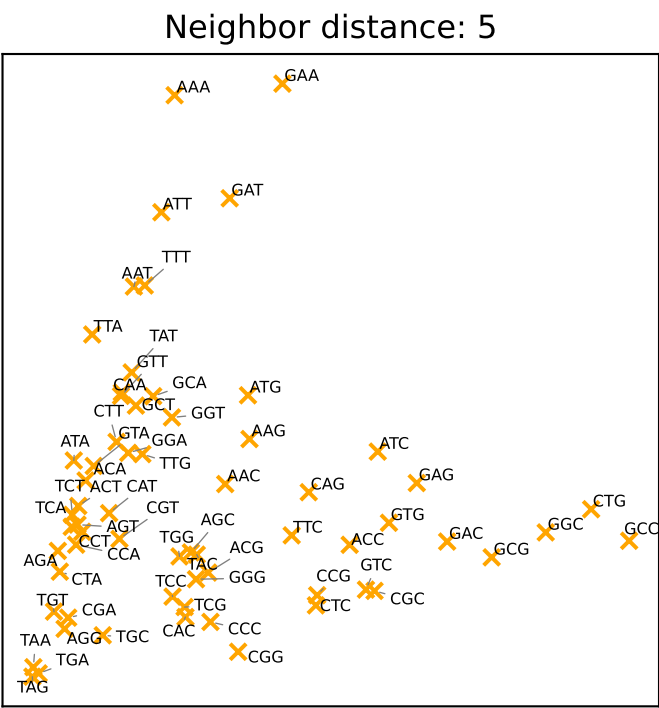 Neighbor distance: 5
GAA
AAA
GAT
ATT
TTT
AAT
TTA
TAT
GTT
CAA
GCA
ATG
GCT
CTT
GGT
GTA
AAG
GGA
ATA
ATC
TTG
ACA
GAG
AAC
TCT ACT CAT
CAG
CTG
TCA
CGT
GTG
AGT
AGC
GGC
TTC
GCC
TGG
GAC
CCT
ACC
CCA
ACG
GCG
AGA
TAC
GTC
CTA
TCC
GGG
CCG
CGC
TGT
TCG
CTC
CGA
CAC
CCC
TAA
AGG
TGC
TGA
CGG
TAG